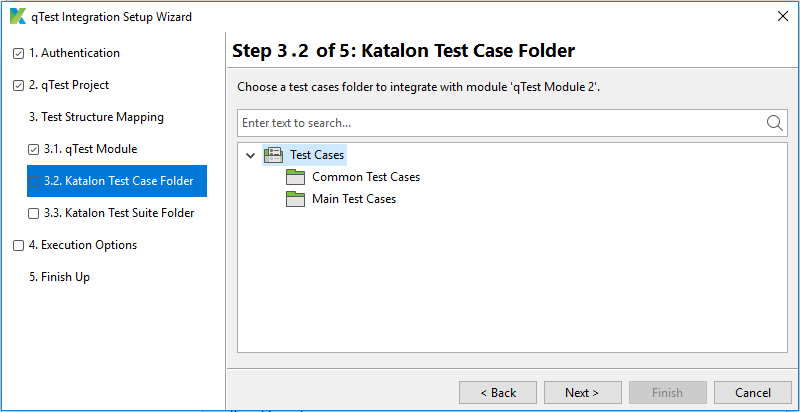 qTest Integration Setup Wizard
1. Authentication
2. qTest Project
3. Test Structure Mapping
3.1. qTest Module
3.2. Katalon Test Case Folder
3.3. Katalon Test Suite Folder
4. Execution Options
5. Finish Up
Step 3.2 of 5: Katalon Test Case Folder
Choose a test cases folder to integrate with module 'qTest Module 2'.
Enter text to search...
Test Cases
Common Test Cases
Main Test Cases
< Back
Next >
Finish
Cancel